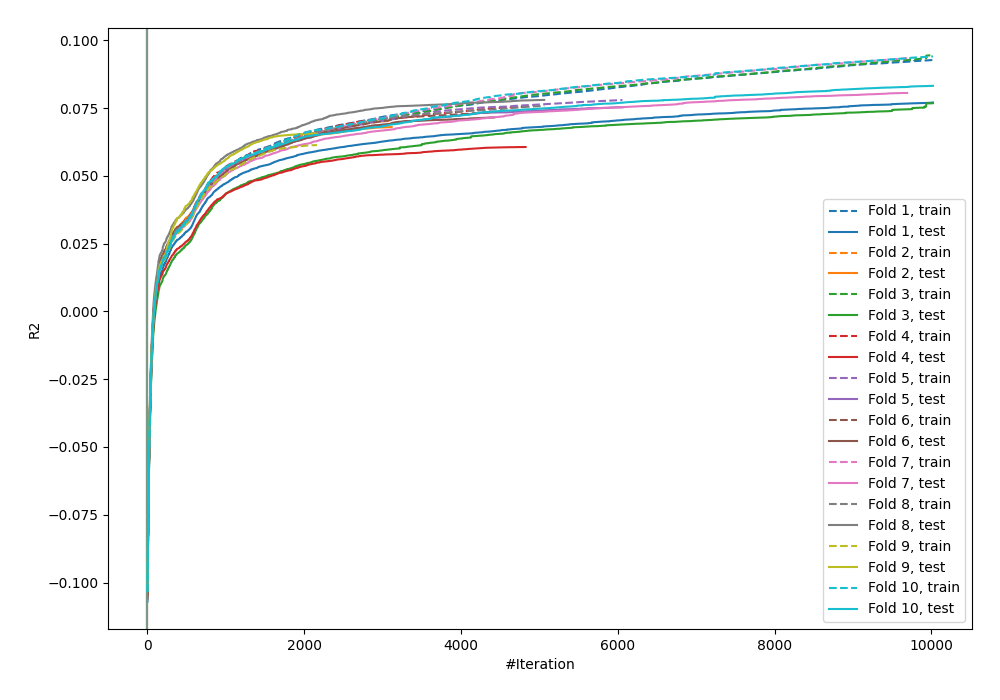 0.100
0.075
0.050
0.025
0.000
−0.025
−0.050
−0.075
−0.100
R2
0 2000 4000 6000 8000 10000
#Iteration
Fold 1, train
Fold 1, test
Fold 2, train
Fold 2, test
Fold 3, train
Fold 3, test
Fold 4, train
Fold 4, test
Fold 5, train
Fold 5, test
Fold 6, train
Fold 6, test
Fold 7, train
Fold 7, test
Fold 8, train
Fold 8, test
Fold 9, train
Fold 9, test
Fold 10, train
Fold 10, test